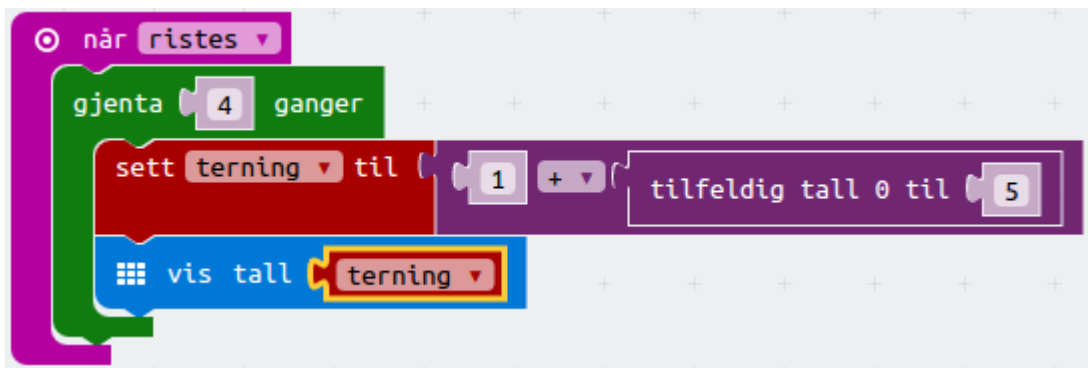 når ristes
gjenta 4 ganger
sett terning til 1 + tilfeldig tall 0 til 5
vis tall terning